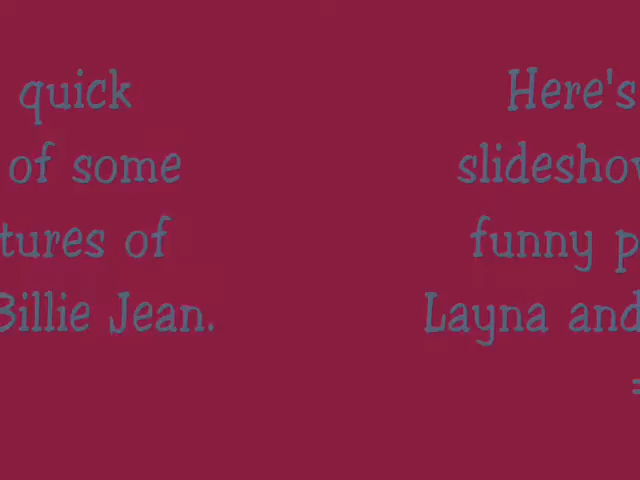 quick
of some
tures of
Billie Jean.
Here's
slideshow
funny p
Layna and
=